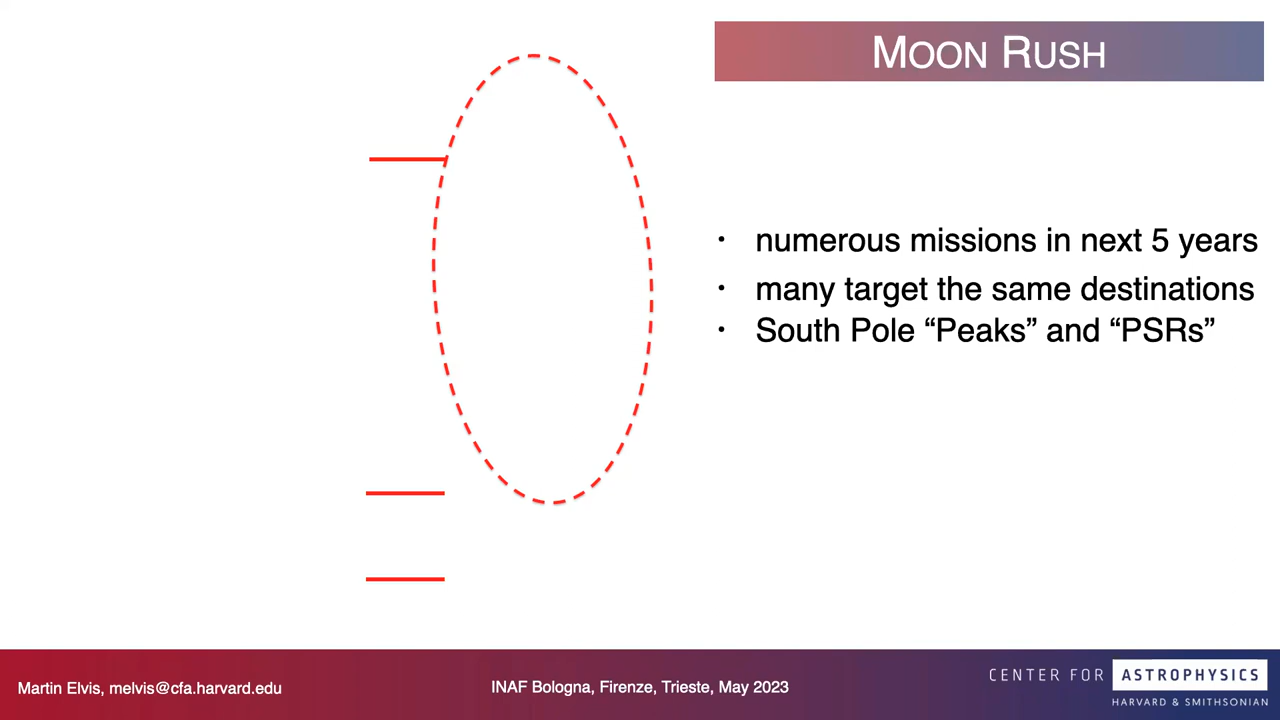 MOON RUSH
· numerous missions in next 5 years
· many target the same destinations
· South Pole “Peaks” and “PSRs”
Martin Elvis, melvis@cfa.harvard.edu
INAF Bologna, Firenze, Trieste, May 2023
CENTER FOR ASTROPHYSICS
HARVARD & SMITHSONIAN